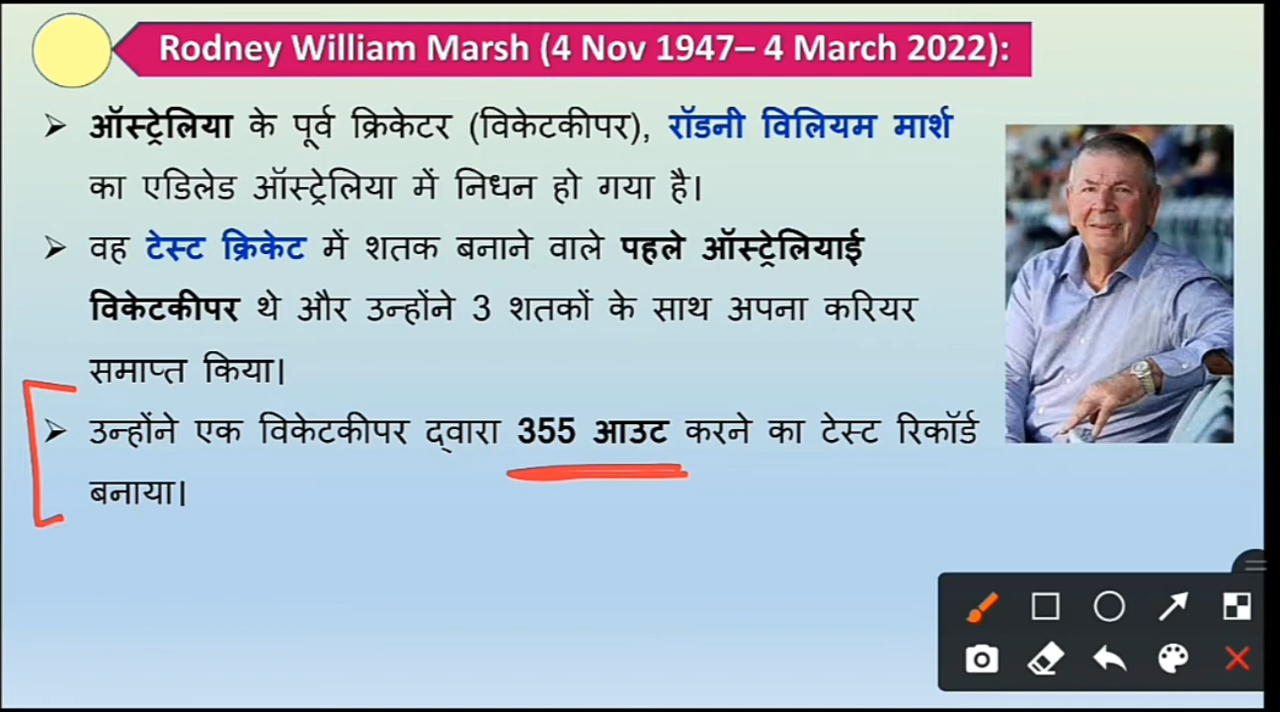 Rodney William Marsh (4 Nov 1947– 4 March 2022):
➢ ऑस्ट्रेलिया के पूर्व क्रिकेटर (विकेटकीपर), रॉडनी विलियम मार्श
का एडिलेड ऑस्ट्रेलिया में निधन हो गया है।
➢ वह टेस्ट क्रिकेट में शतक बनाने वाले पहले ऑस्ट्रेलियाई
विकेटकीपर थे और उन्होंने 3 शतकों के साथ अपना करियर
समाप्त किया।
➢ उन्होंने एक विकेटकीपर द्वारा 355 आउट करने का टेस्ट रिकॉर्ड
बनाया।